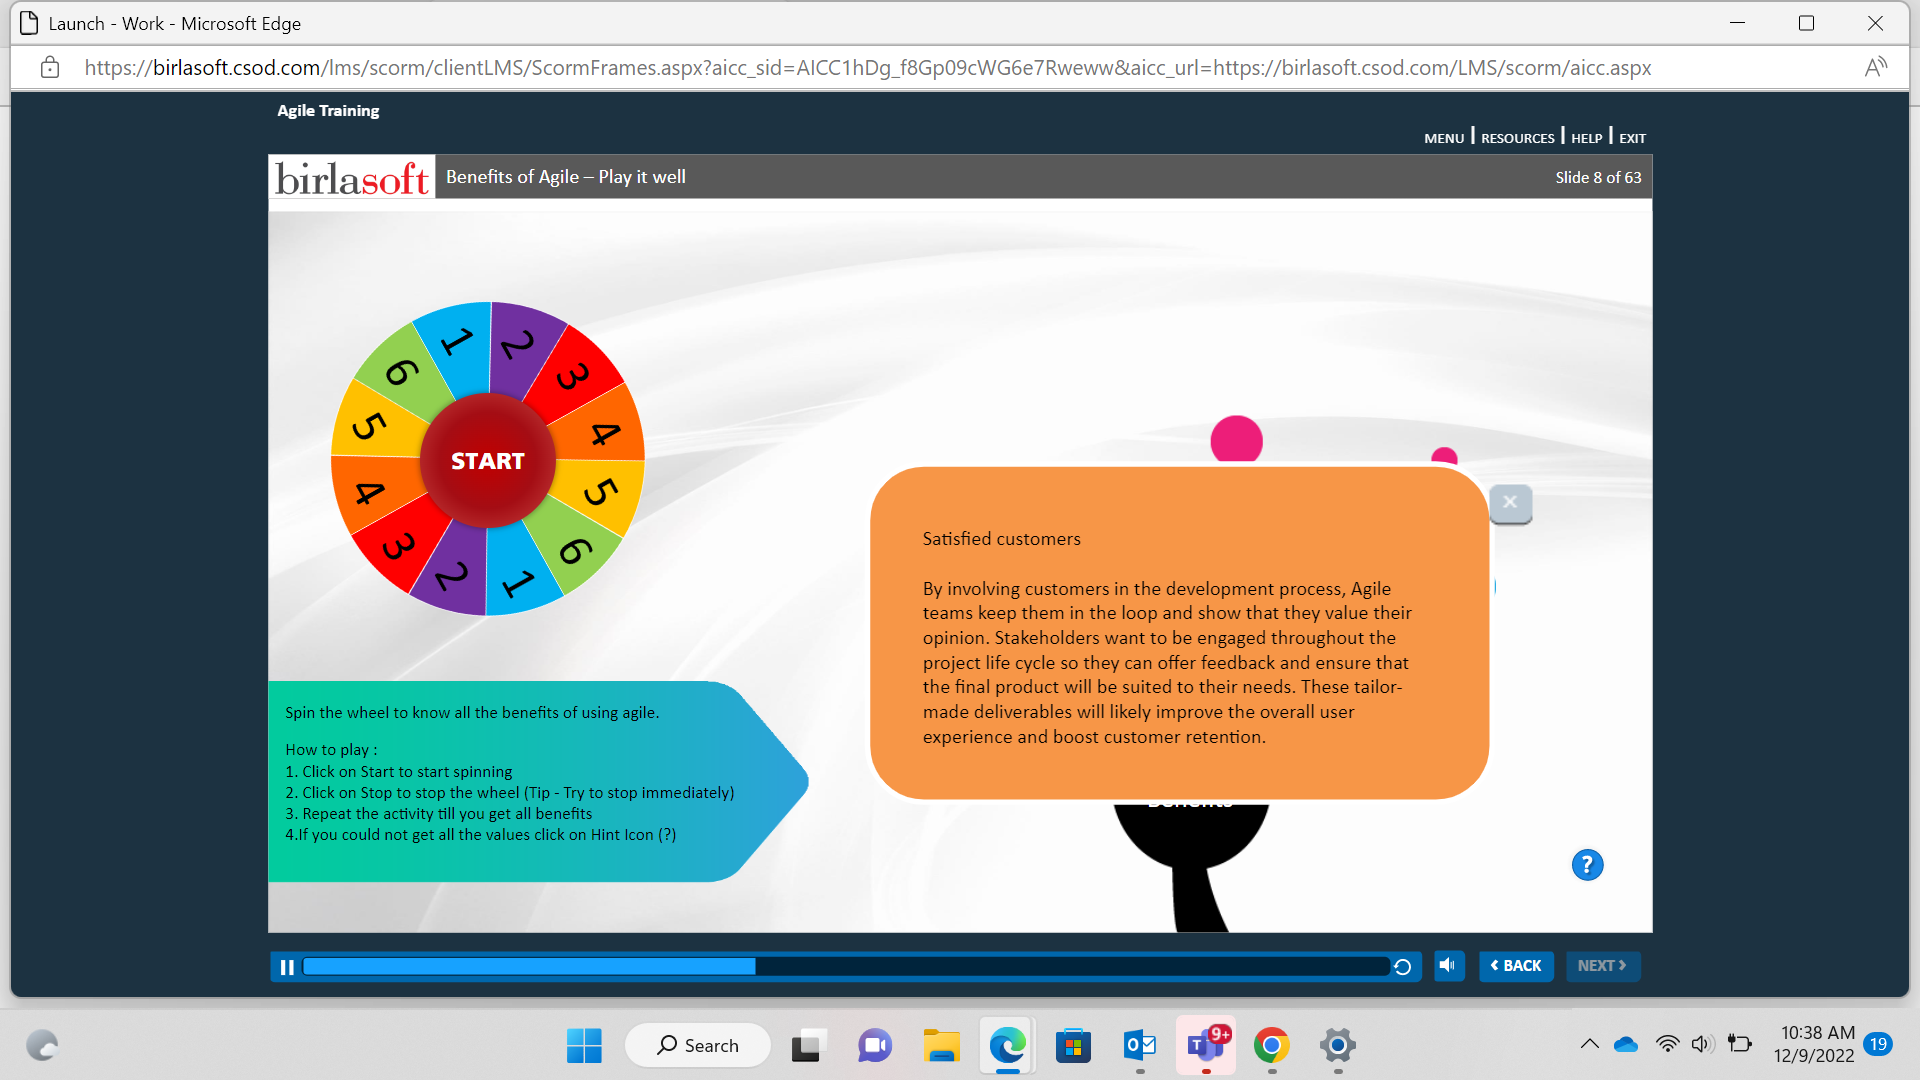 Launch - Work - Microsoft Edge
https://birlasoft.csod.com/lms/scorm/clientLMS/ScormFrames.aspx?aicc_sid=AICC1hDg_f8Gp09cWG6e7Rweww&aicc_url=https://birlasoft.csod.com/LMS/scorm/aicc.aspx
Agile Training
MENU | RESOURCES | HELP | EXIT
birlasoft
Benefits of Agile – Play it well
Slide 8 of 63
1
2
3
4
5
6
1
2
3
4
5
6
START
Satisfied customers
By involving customers in the development process, Agile
teams keep them in the loop and show that they value their
opinion. Stakeholders want to be engaged throughout the
project life cycle so they can offer feedback and ensure that
the final product will be suited to their needs. These tailor-
made deliverables will likely improve the overall user
experience and boost customer retention.
Spin the wheel to know all the benefits of using agile.
How to play :
1. Click on Start to start spinning
2. Click on Stop to stop the wheel (Tip - Try to stop immediately)
3. Repeat the activity till you get all benefits
4.If you could not get all the values click on Hint Icon (?)
?
BACK
NEXT
Search
9+
10:38 AM
12/9/2022
19